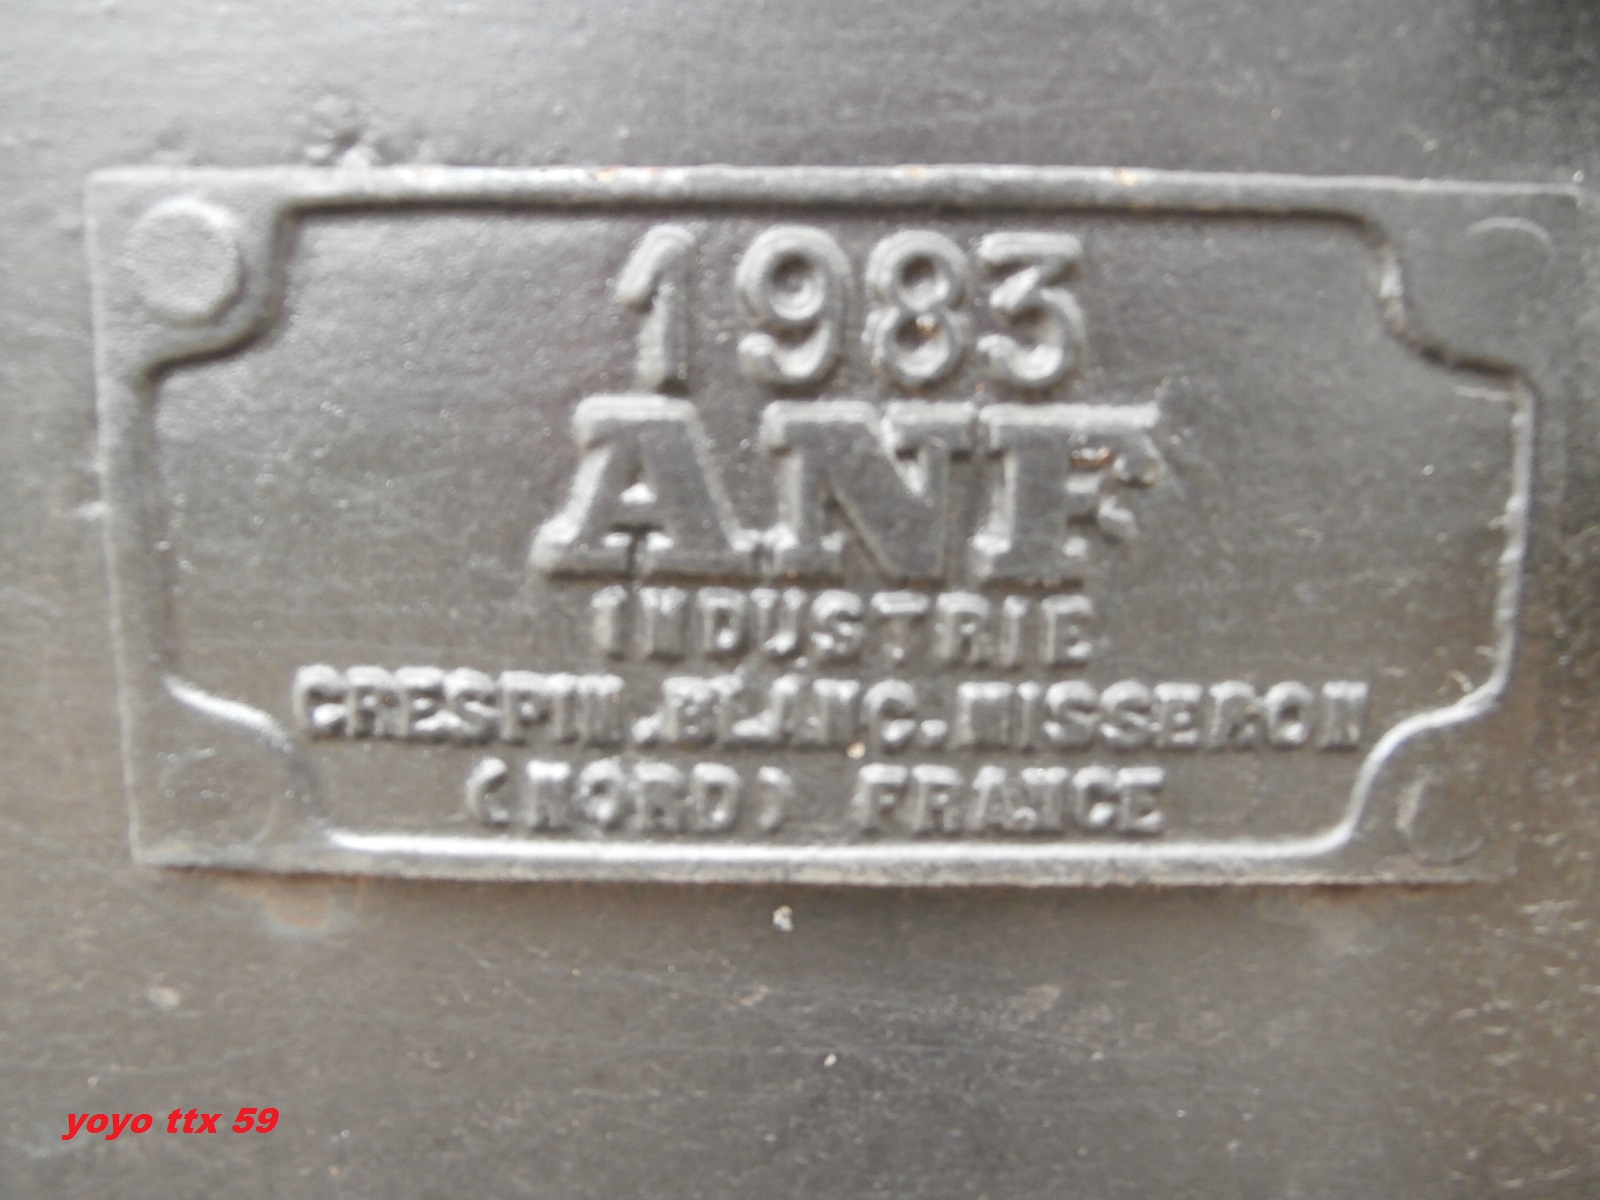 1983
ANF
INDUSTRIE
CRESPIN.BLANC.MISSERON
(NORD) FRANCE
yoyo ttx 59